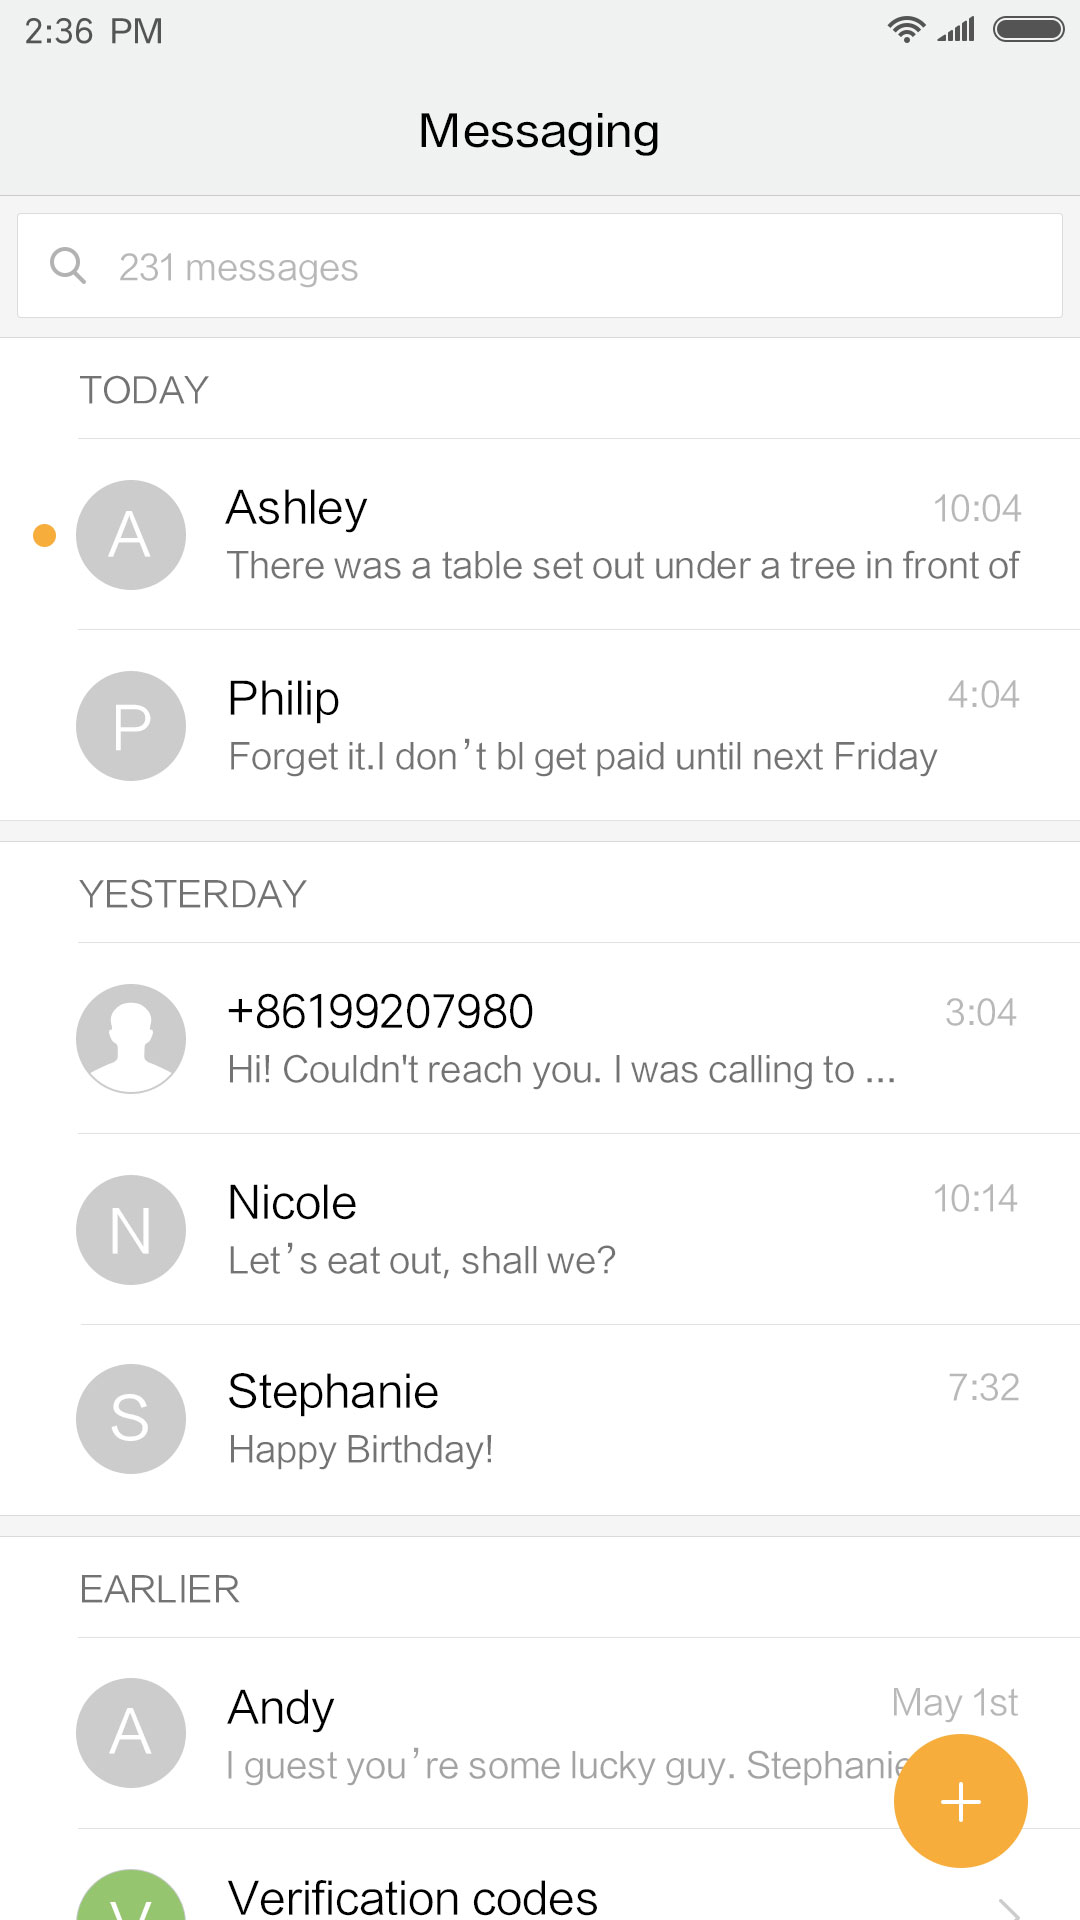 2:36 PM
Messaging
231 messages
TODAY
A
Ashley
10:04
There was a table set out under a tree in front of
P
Philip
4:04
Forget it.I don’t bl get paid until next Friday
YESTERDAY
+86199207980
3:04
Hi! Couldn't reach you. I was calling to ...
N
Nicole
10:14
Let’s eat out, shall we?
S
Stephanie
7:32
Happy Birthday!
EARLIER
A
Andy
May 1st
I guest you’re some lucky guy. Stephanie
V
Verification codes